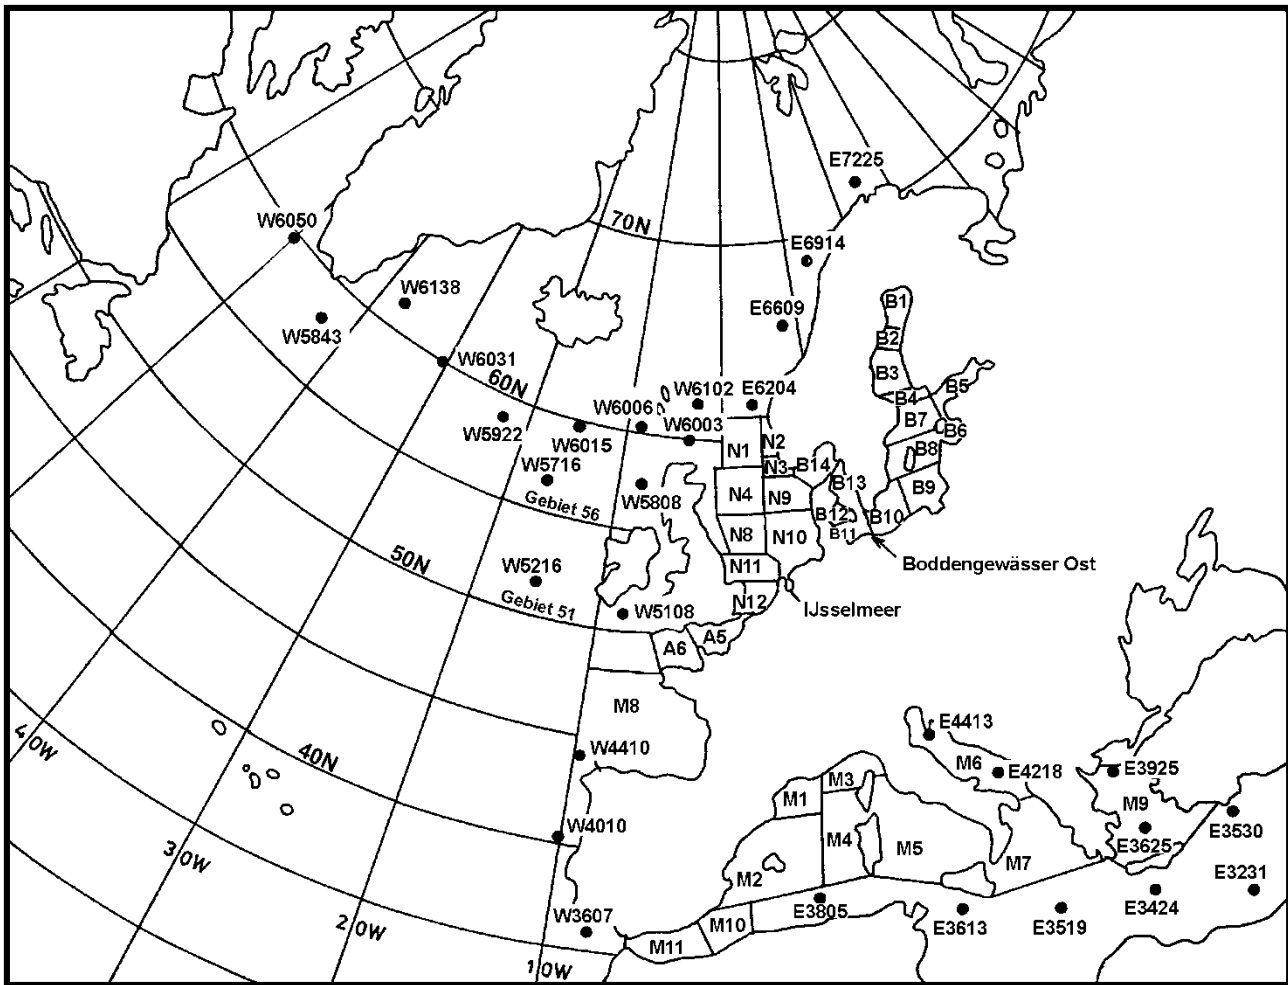 E7225
W6050
70N
E6914
W6138
B1
W5843
E6609
B2
W6031
B3
60N
W6102
E6204
B5
B4
W6006
W5922
W6015
W6003
B7
B6
N1
N2
B8
W5716
N3
B14
B13
W5808
N4
N9
B9
Gebiet 56
B12
B10
N8
N10
B11
50N
Boddengewässer Ost
N11
W5216
Gebiet 51
N12
IJsselmeer
W5108
A5
A6
M8
E4413
40W
W4410
40N
M6
E4218
E3925
M3
M1
M9
W4010
M4
E3530
M5
E3625
30W
M7
M2
E3231
W3607
E3805
E3424
20W
M10
E3613
E3519
M11
10W